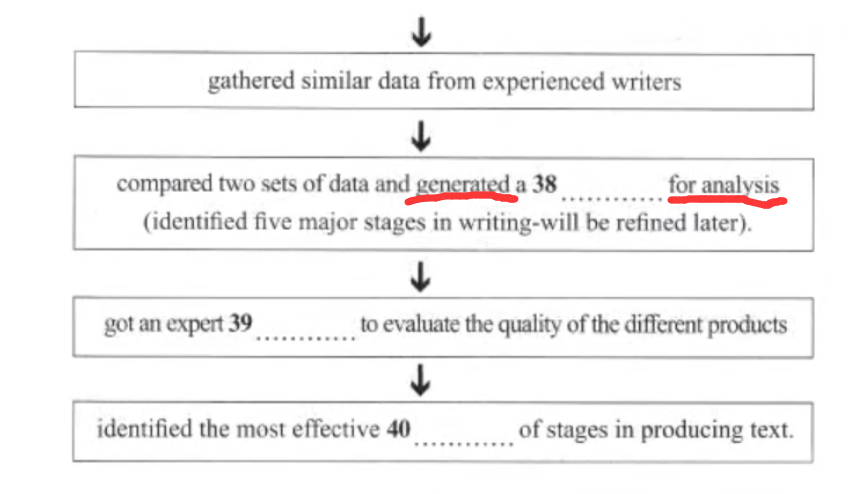 gathered similar data from experienced writers
compared two sets of data and generated a 38 ............ for analysis
(identified five major stages in writing-will be refined later).
got an expert 39 ............ to evaluate the quality of the different products
identified the most effective 40 ............ of stages in producing text.